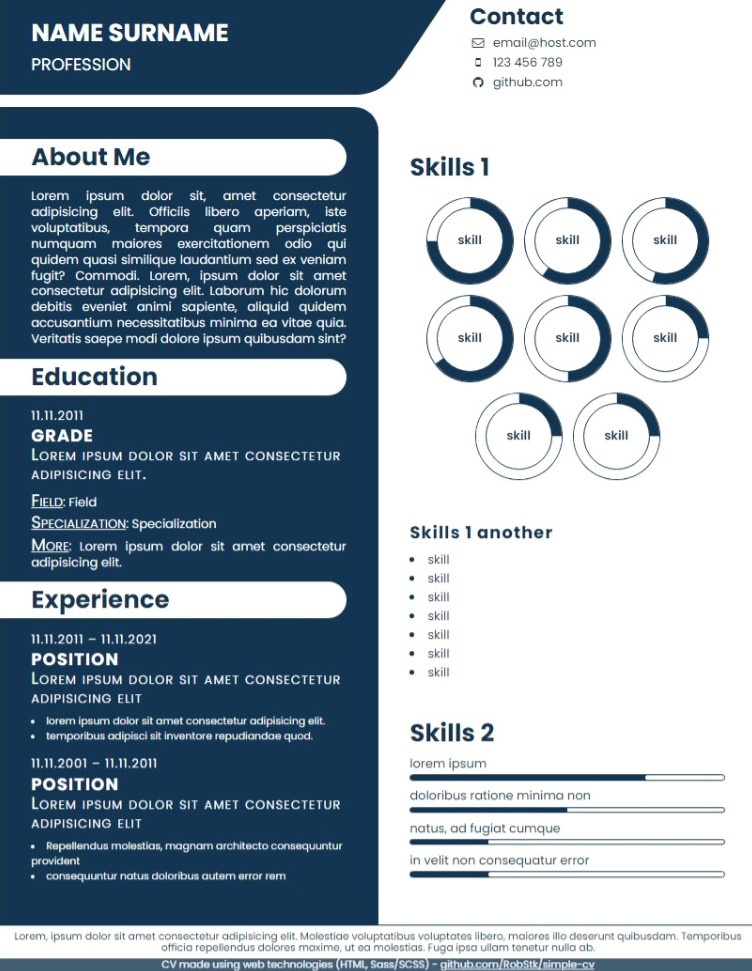 NAME SURNAME
PROFESSION
Contact
email@host.com
123 456 789
github.com
About Me
Lorem ipsum dolor sit, amet consectetur
adipisicing elit. Officiis libero aperiam, iste
voluptatibus, tempora quam perspiciatis
numquam maiores exercitationem odio qui
quidem quasi similique laudantium sed ex veniam
fugit? Commodi. Lorem, ipsum dolor sit amet
consectetur adipisicing elit. Laborum hic dolorum
debitis eveniet animi sapiente, aliquid quidem
accusantium necessitatibus minima ea vitae quia.
Veritatis saepe modi dolore ipsum quibusdam sint?
Education
11.11.2011
GRADE
Lorem ipsum dolor sit amet consectetur
adipisicing elit.
Field: Field
Specialization: Specialization
More: Lorem ipsum dolor sit amet consectetur
adipisicing elit.
Experience
11.11.2011 – 11.11.2021
POSITION
Lorem ipsum dolor sit amet consectetur
adipisicing elit
• lorem ipsum dolor sit amet consectetur adipisicing elit.
• temporibus adipisci sit inventore repudiandae quod.
11.11.2001 – 11.11.2011
POSITION
Lorem ipsum dolor sit amet consectetur
adipisicing elit
• Repellendus molestias, magnam architecto consequuntur
provident
• consequuntur natus doloribus autem error rem
Skills 1
skill
skill
skill
skill
skill
skill
skill
skill
Skills 1 another
• skill
• skill
• skill
• skill
• skill
• skill
• skill
Skills 2
lorem ipsum
doloribus ratione minima non
natus, ad fugiat cumque
in velit non consequatur error
Lorem, ipsum dolor sit amet consectetur adipisicing elit. Molestiae voluptatibus voluptates libero, maiores illo deserunt quibusdam. Temporibus
officia repellendus dolores maxime, ut ea molestias. Fuga ipsa ullam tenetur nulla ab.
CV made using web technologies (HTML, Sass/SCSS) - github.com/RobStk/simple-cv